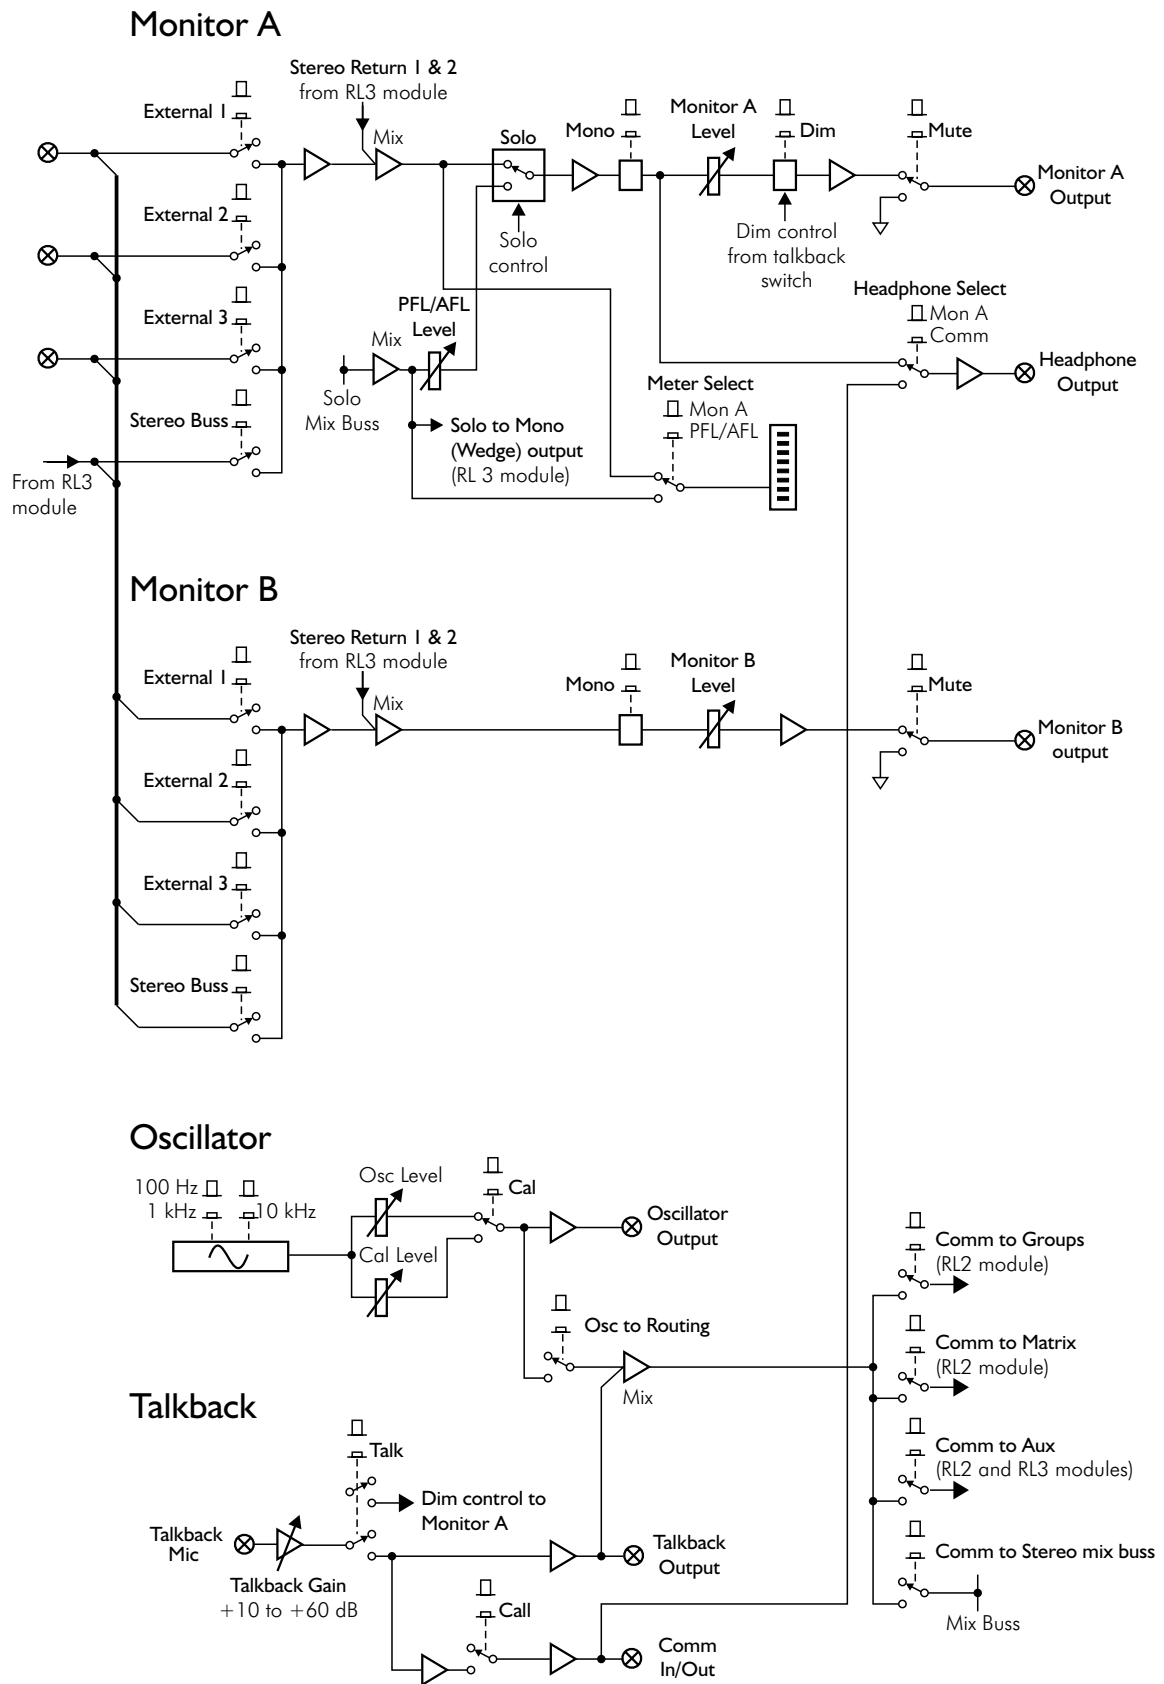 Monitor A
Stereo Return 1 & 2
from RL3 module
External 1
Mix
Solo
Mono
Monitor A
Level
Dim
Mute
Monitor A
Output
External 2
Solo
control
Dim control
from talkback
switch
External 3
PFL/AFL
Level
Mix
Headphone Select
Mon A
Comm
Headphone
Output
Solo
Mix Buss
Meter Select
Mon A
PFL/AFL
Stereo Buss
Solo to Mono
(Wedge) output
(RL 3 module)
From RL3
module
Monitor B
Stereo Return 1 & 2
from RL3 module
External 1
Mix
Mono
Monitor B
Level
Mute
Monitor B
output
External 2
External 3
Stereo Buss
Oscillator
100 Hz
1 kHz
10 kHz
Osc Level
Cal
Cal Level
Oscillator
Output
Comm to Groups
(RL2 module)
Osc to Routing
Mix
Comm to Matrix
(RL2 module)
Talkback
Talk
Comm to Aux
(RL2 and RL3 modules)
Dim control to
Monitor A
Talkback
Mic
Talkback Gain
+10 to +60 dB
Talkback
Output
Comm to Stereo mix buss
Mix Buss
Call
Comm
In/Out